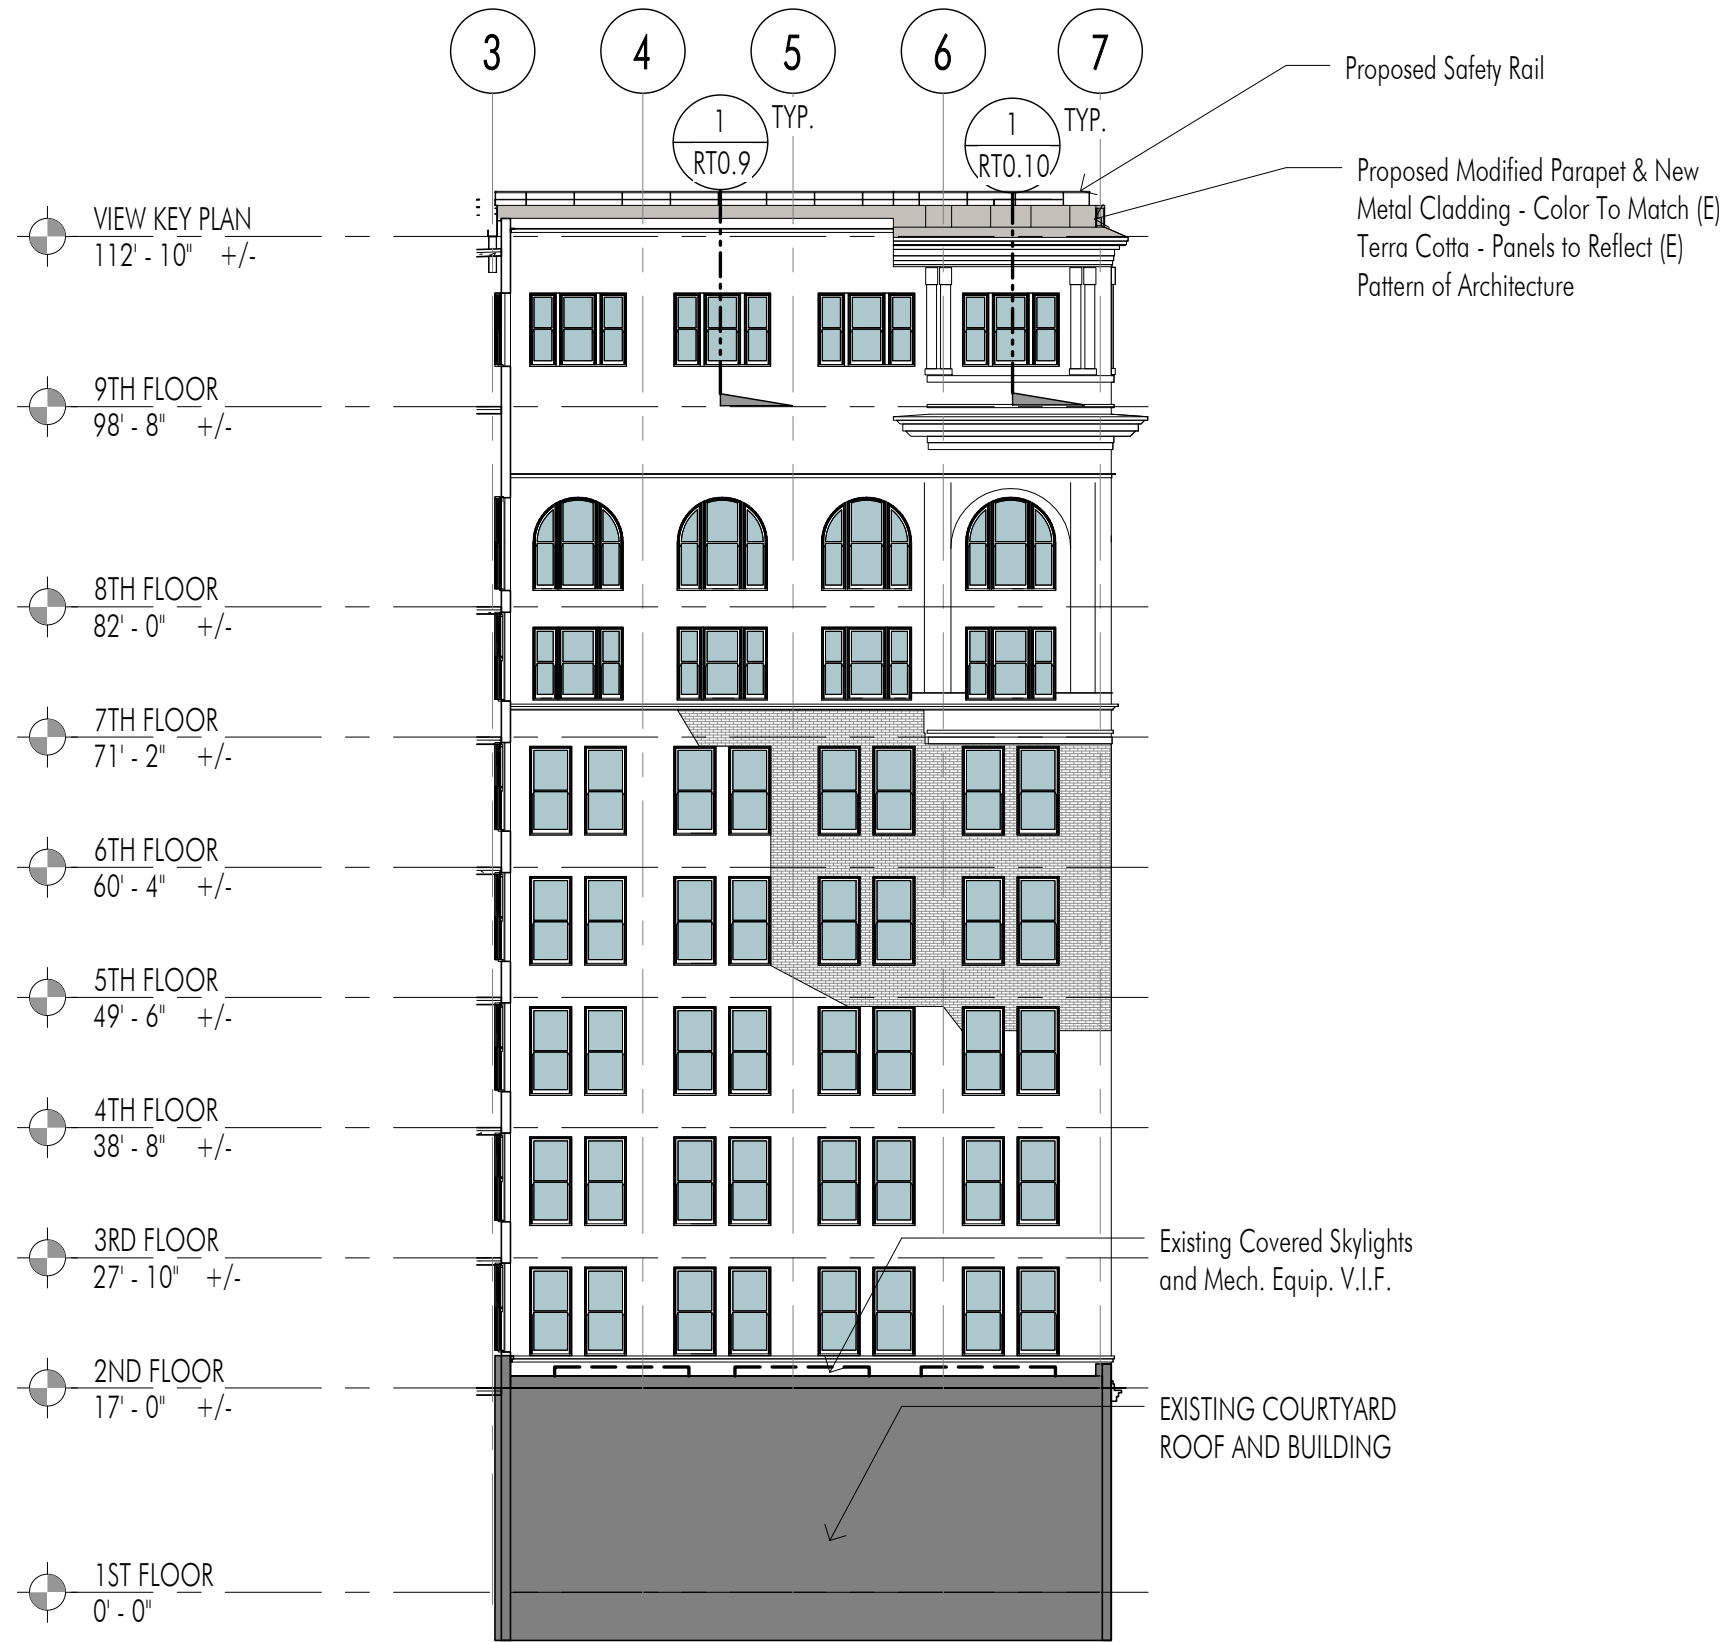 3
4
5
6
7
1
RT0.9
TYP.
1
RT0.10
TYP.
Proposed Safety Rail
Proposed Modified Parapet & New
Metal Cladding - Color To Match (E)
Terra Cotta - Panels to Reflect (E)
Pattern of Architecture
VIEW KEY PLAN
112' - 10" +/-
9TH FLOOR
98' - 8" +/-
8TH FLOOR
82' - 0" +/-
7TH FLOOR
71' - 2" +/-
6TH FLOOR
60' - 4" +/-
5TH FLOOR
49' - 6" +/-
4TH FLOOR
38' - 8" +/-
3RD FLOOR
27' - 10" +/-
Existing Covered Skylights
and Mech. Equip. V.I.F.
2ND FLOOR
17' - 0" +/-
EXISTING COURTYARD
ROOF AND BUILDING
1ST FLOOR
0' - 0"